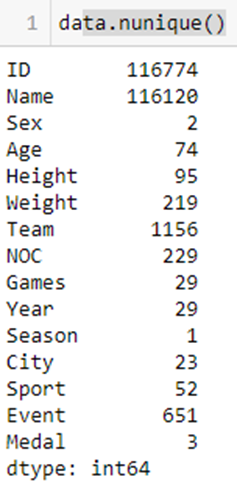 1 data.nunique()
ID 116774
Name 116120
Sex 2
Age 74
Height 95
Weight 219
Team 1156
NOC 229
Games 29
Year 29
Season 1
City 23
Sport 52
Event 651
Medal 3
dtype: int64